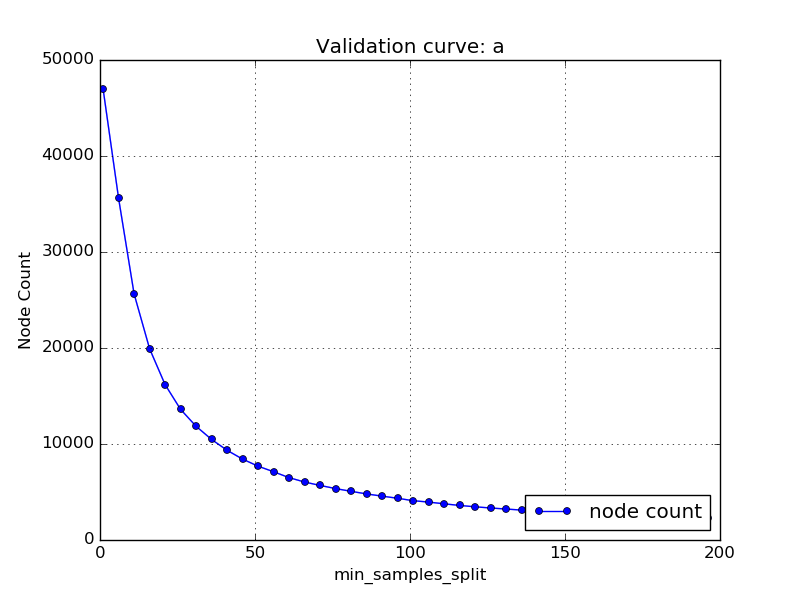 Validation curve: a
50000
40000
30000
20000
10000
0
Node Count
node count
0 50 100 150 200
min_samples_split